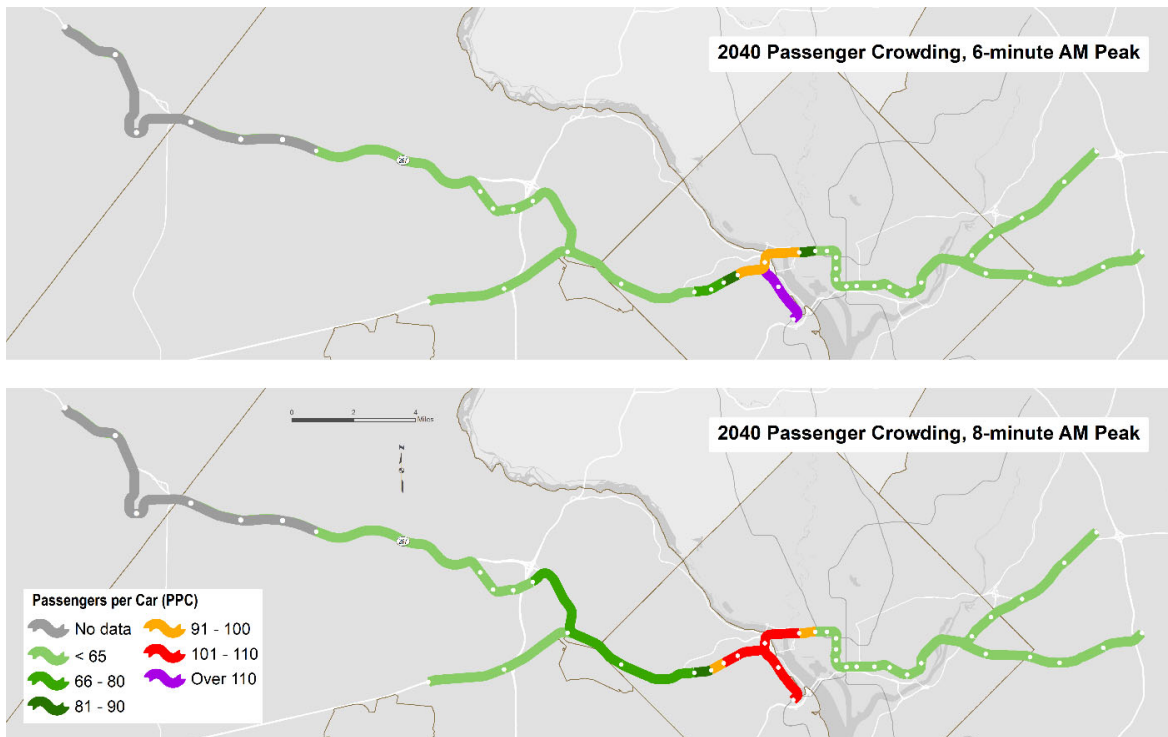 2040 Passenger Crowding, 6-minute AM Peak
267
0 2 4
Miles
N
S
2040 Passenger Crowding, 8-minute AM Peak
267
Passengers per Car (PPC)
No data
< 65
66 - 80
81 - 90
91 - 100
101 - 110
Over 110